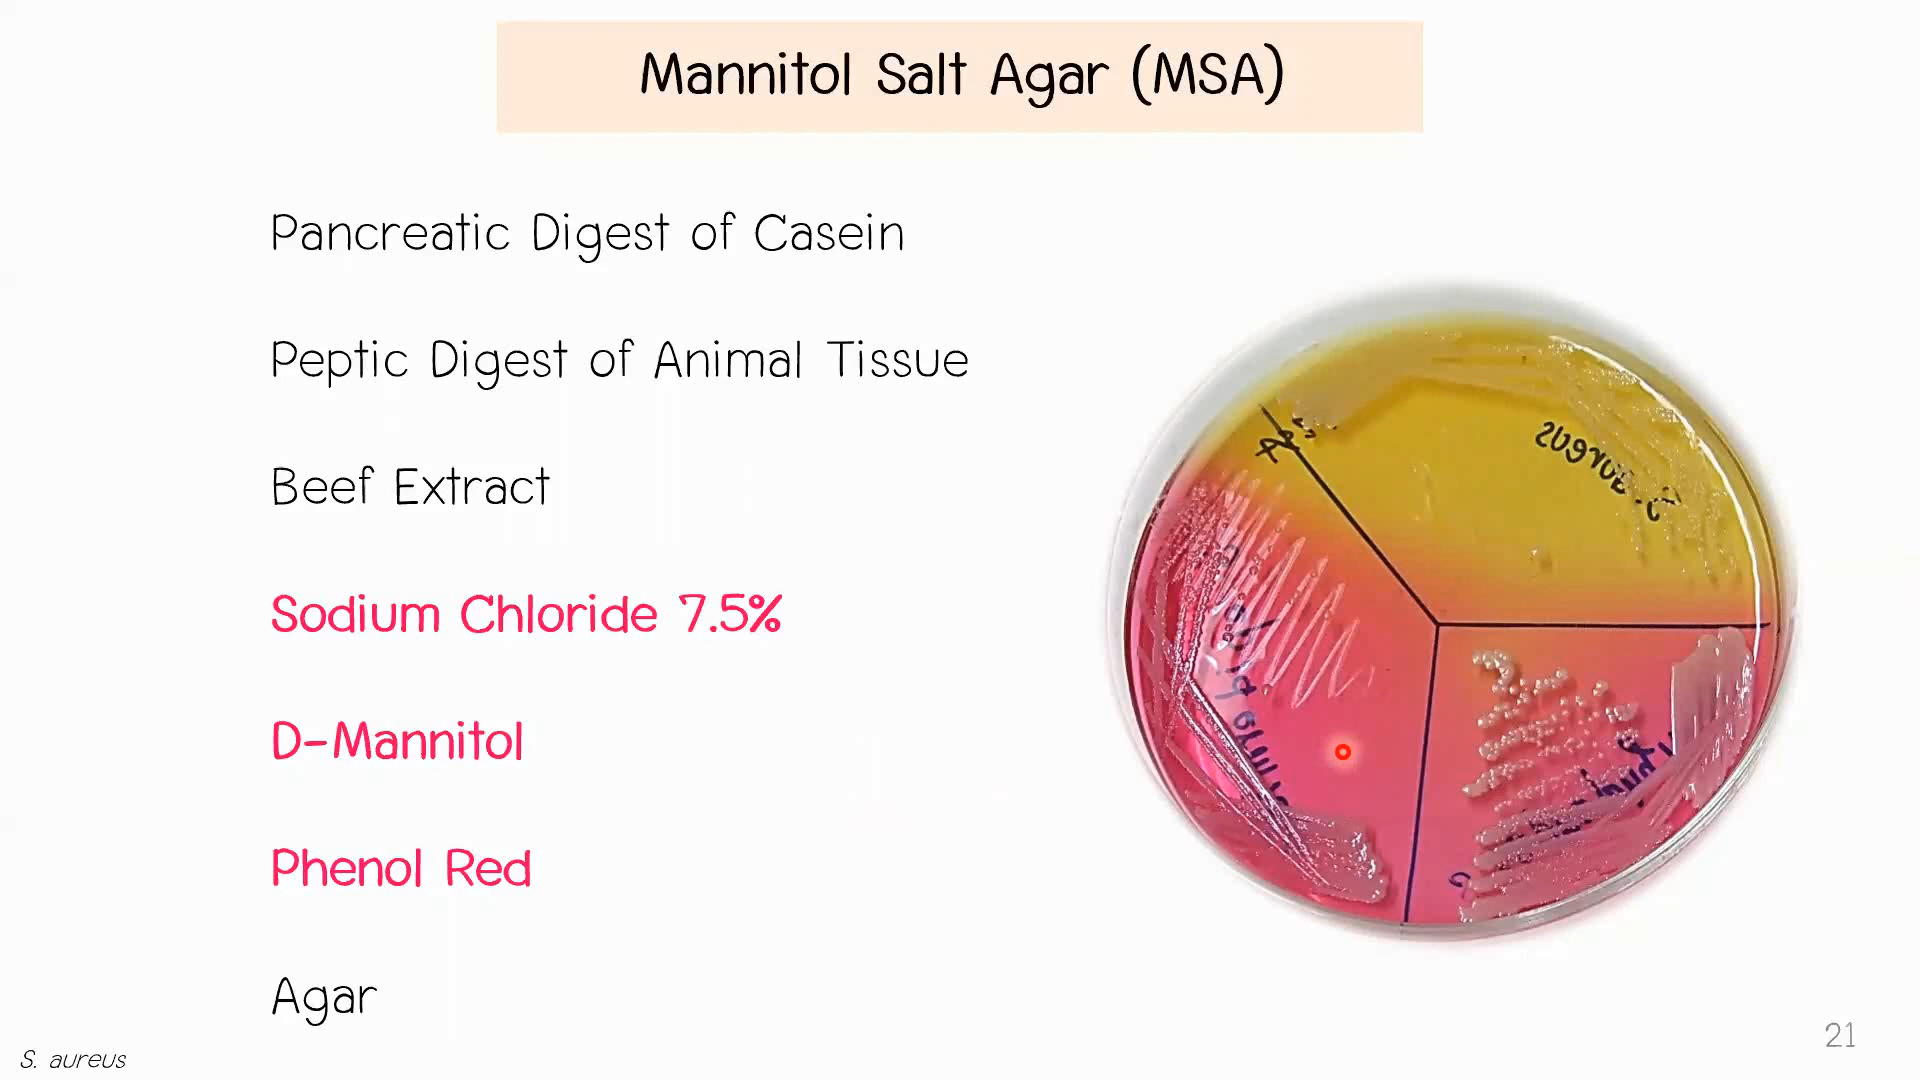 Mannitol Salt Agar (MSA)
Pancreatic Digest of Casein
Peptic Digest of Animal Tissue
Beef Extract
Sodium Chloride 7.5%
D-Mannitol
Phenol Red
Agar
S. aureus
S. aureus
21